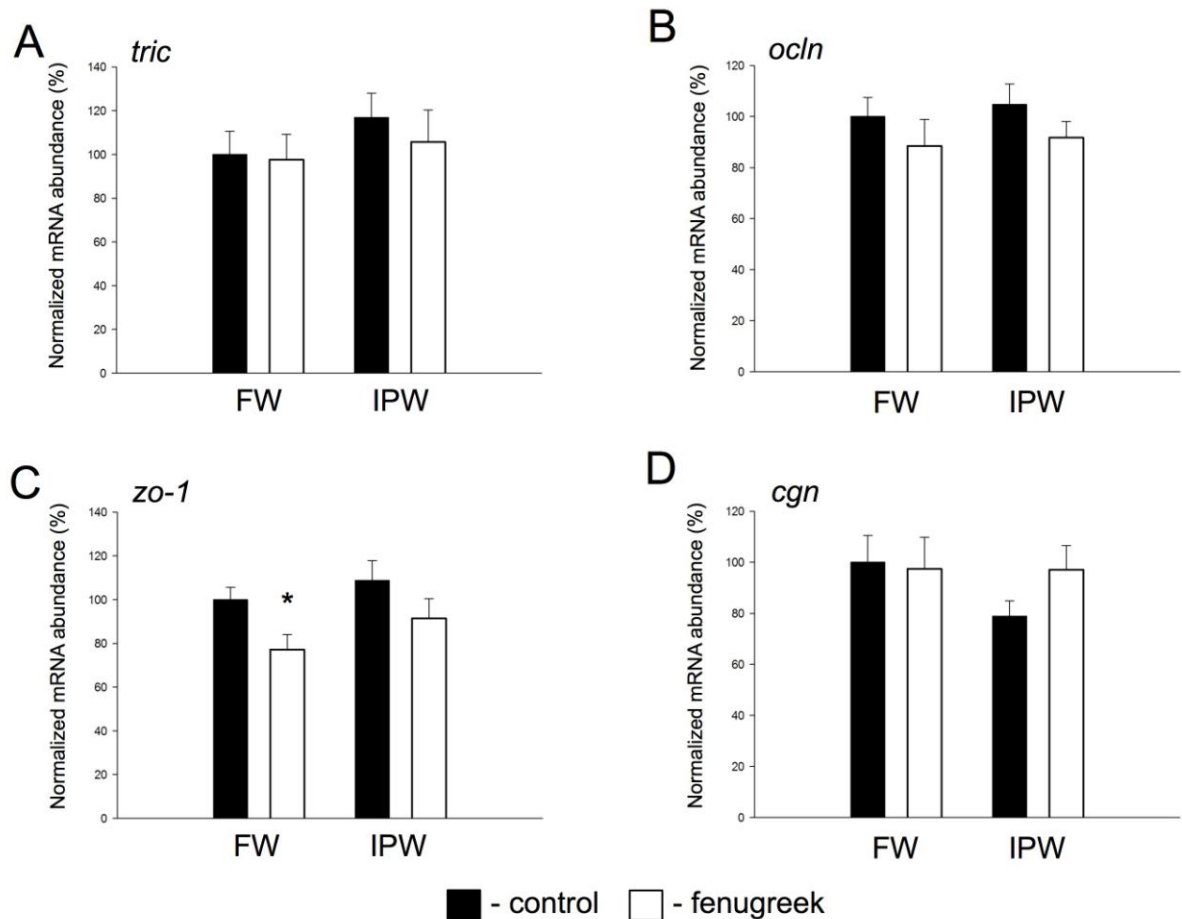 A
tric
Normalized mRNA abundance (%)
140
120
100
80
60
40
20
0
FW IPW
B
ocln
Normalized mRNA abundance (%)
120
100
80
60
40
20
0
FW IPW
C
zo-1
Normalized mRNA abundance (%)
140
120
100
80
60
40
20
0
*
FW IPW
D
cgn
Normalized mRNA abundance (%)
120
100
80
60
40
20
0
FW IPW
- control - fenugreek